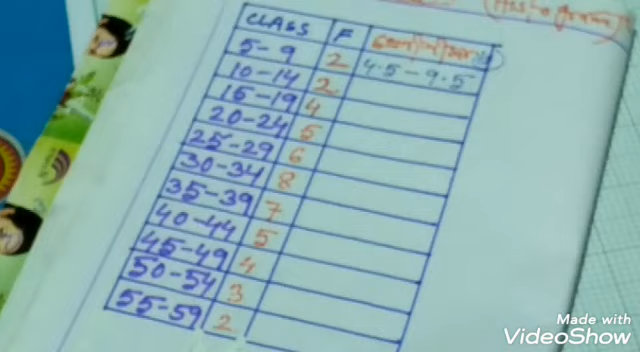 (Histogram)
CLASS F
5-9 2 4.5-9.5
10-14 2
15-19 4
20-24 5
25-29 6
30-34 8
35-39 7
40-44 5
45-49 4
50-54 3
55-59 2
Made with
VideoShow